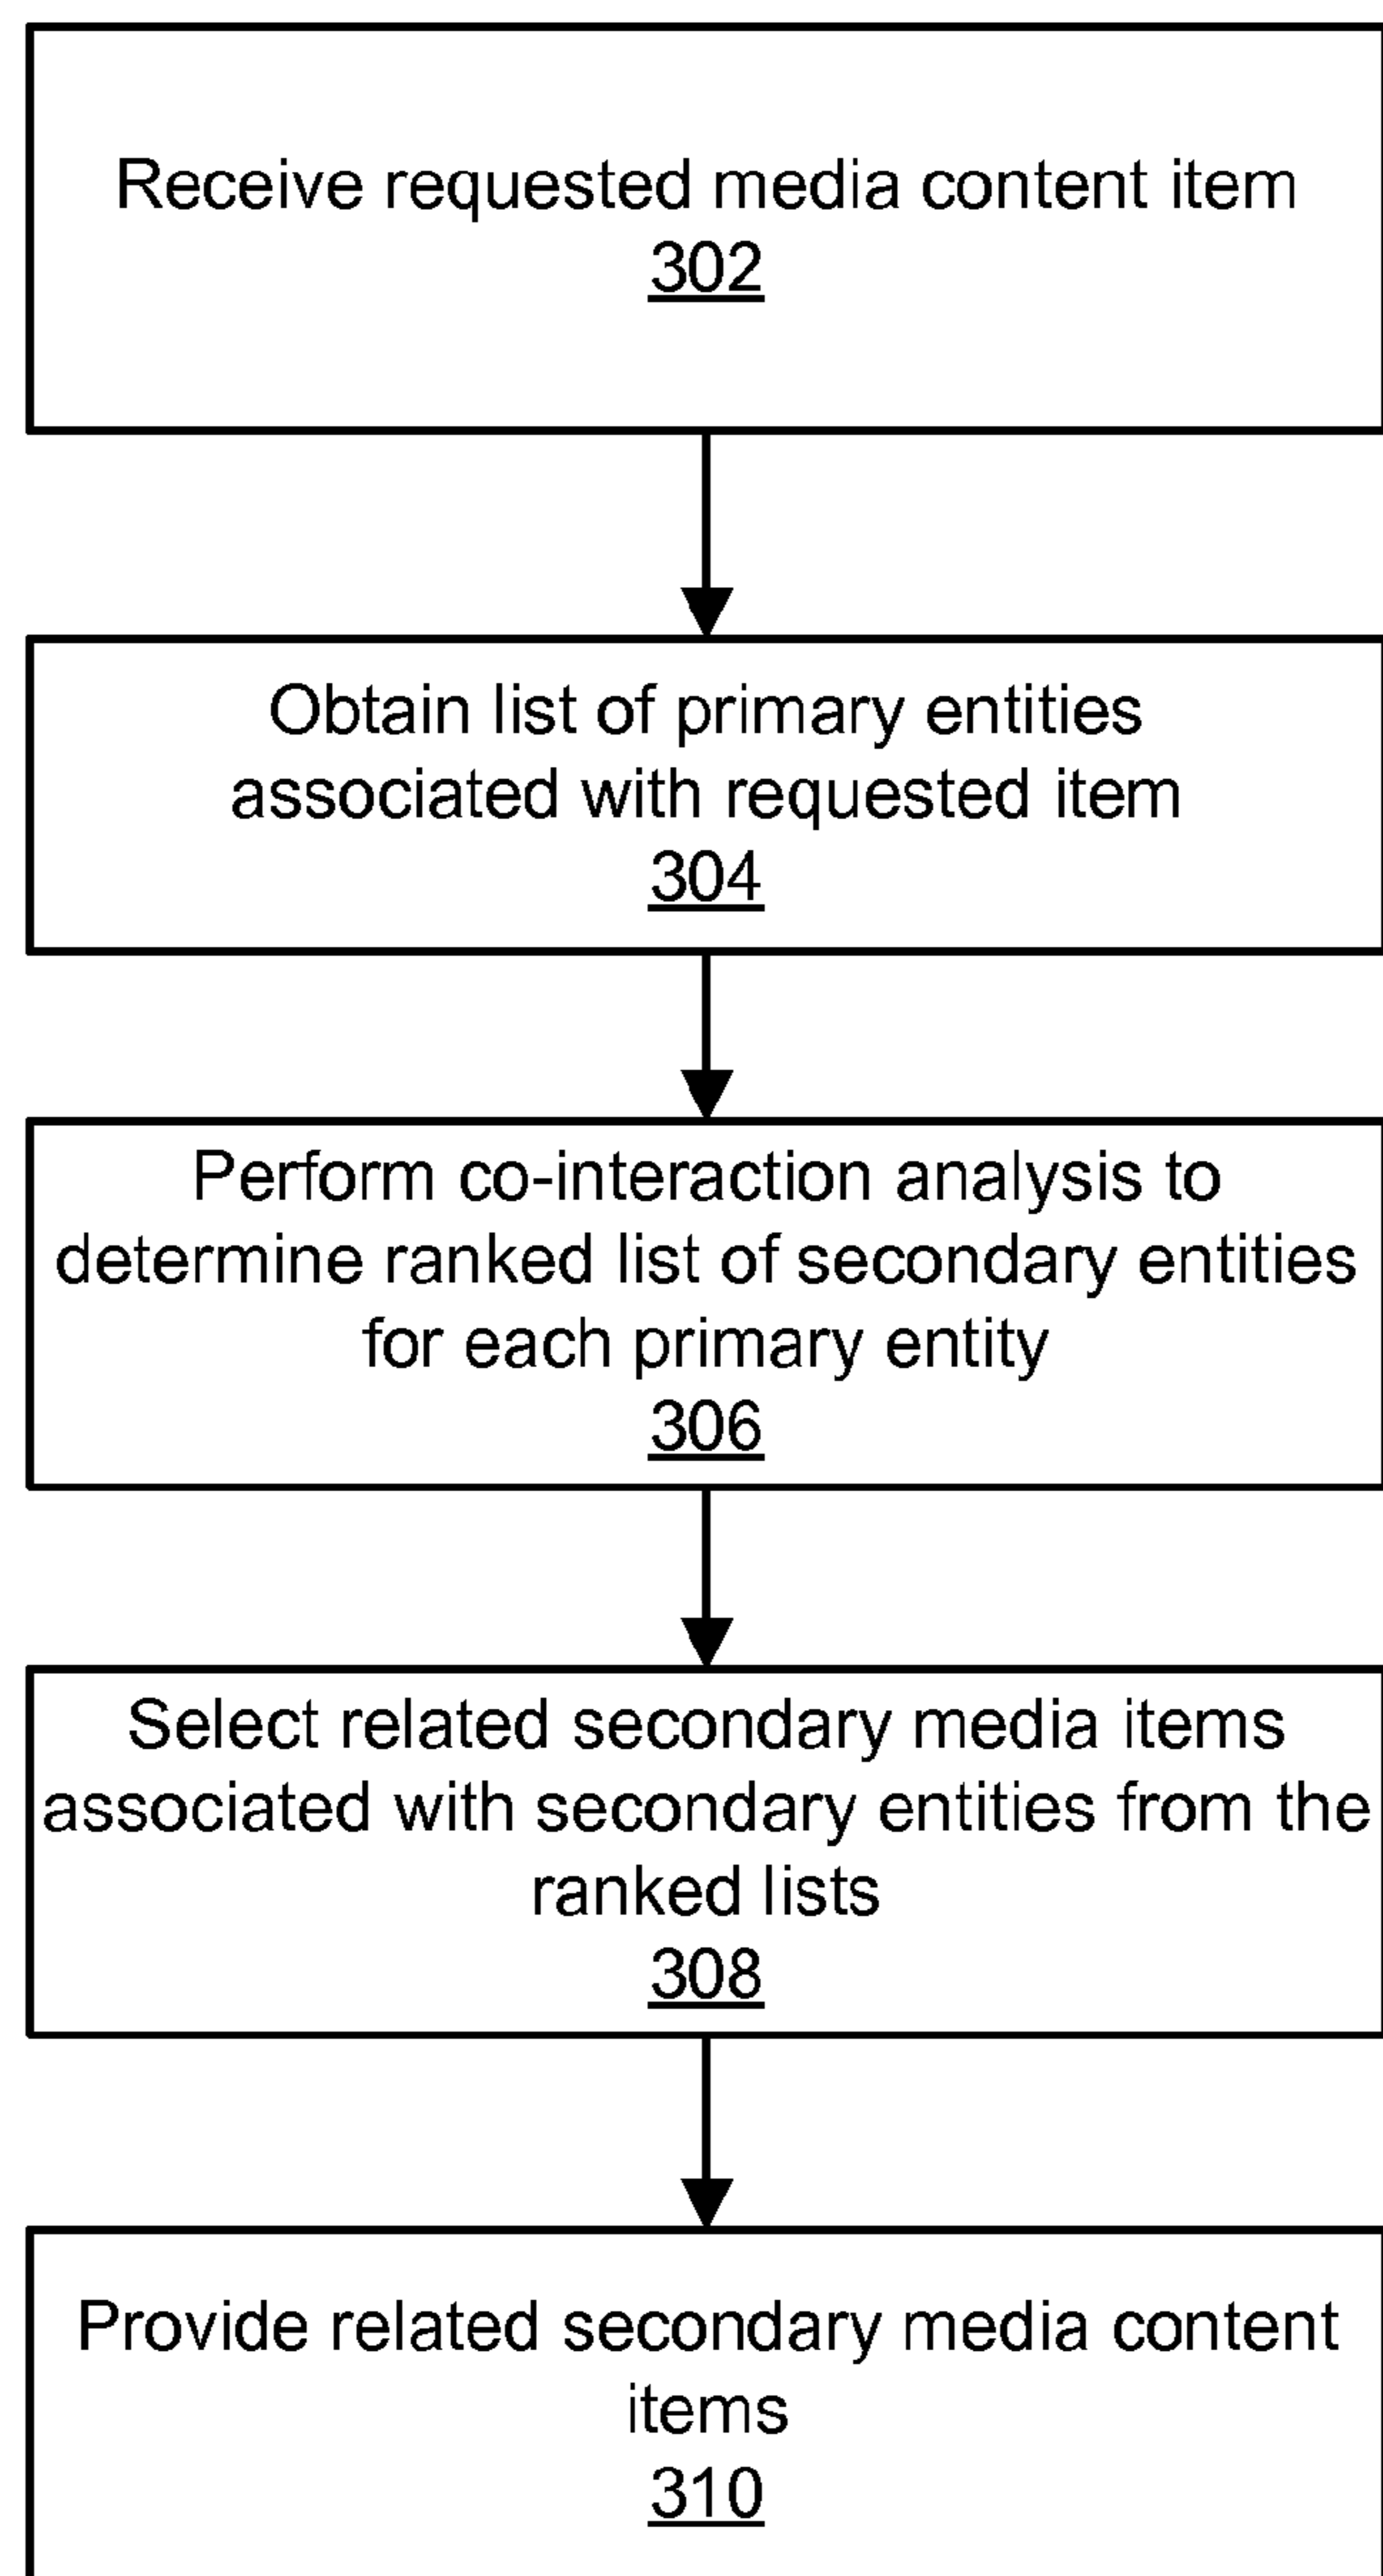 Receive requested media content item
302
Obtain list of primary entities
associated with requested item
304
Perform co-interaction analysis to
determine ranked list of secondary entities
for each primary entity
306
Select related secondary media items
associated with secondary entities from the
ranked lists
308
Provide related secondary media content
items
310